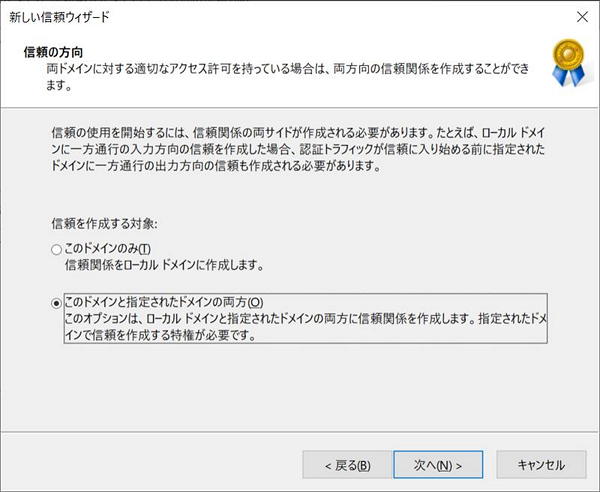 新しい信頼ウィザード
信頼の方向
両ドメインに対する適切なアクセス許可を持っている場合は、両方向の信頼関係を作成することができ
ます。
信頼の使用を開始するには、信頼関係の両サイドが作成される必要があります。たとえば、ローカル ドメイ
ンに一方通行の入力方向の信頼を作成した場合、認証トラフィックが信頼に入り始める前に指定された
ドメインに一方通行の出力方向の信頼も作成される必要があります。
信頼を作成する対象:
このドメインのみ(T)
信頼関係をローカル ドメインに作成します。
このドメインと指定されたドメインの両方(O)
このオプションは、ローカル ドメインと指定されたドメインの両方に信頼関係を作成します。指定されたドメ
インで信頼を作成する特権が必要です。
< 戻る(B)
次へ(N) >
キャンセル